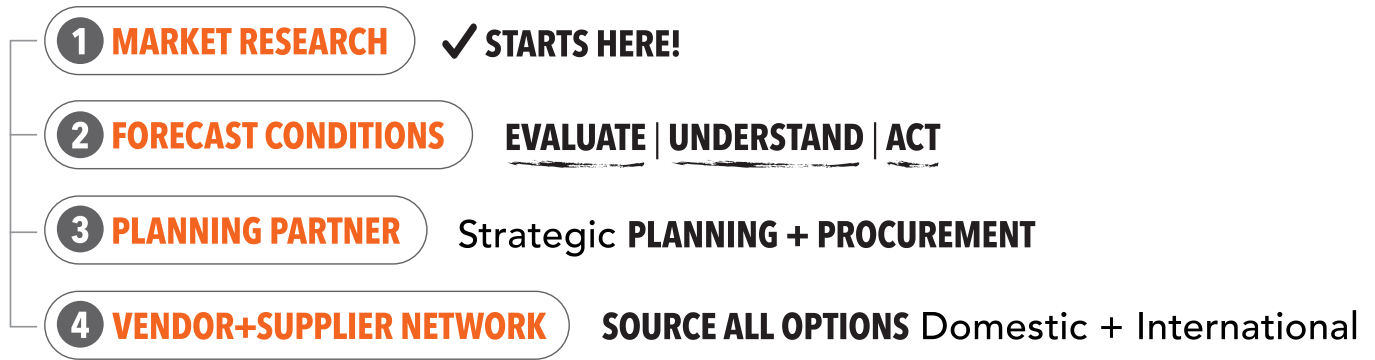 1 MARKET RESEARCH ✓ STARTS HERE!
2 FORECAST CONDITIONS EVALUATE | UNDERSTAND | ACT
3 PLANNING PARTNER Strategic PLANNING + PROCUREMENT
4 VENDOR+SUPPLIER NETWORK SOURCE ALL OPTIONS Domestic + International